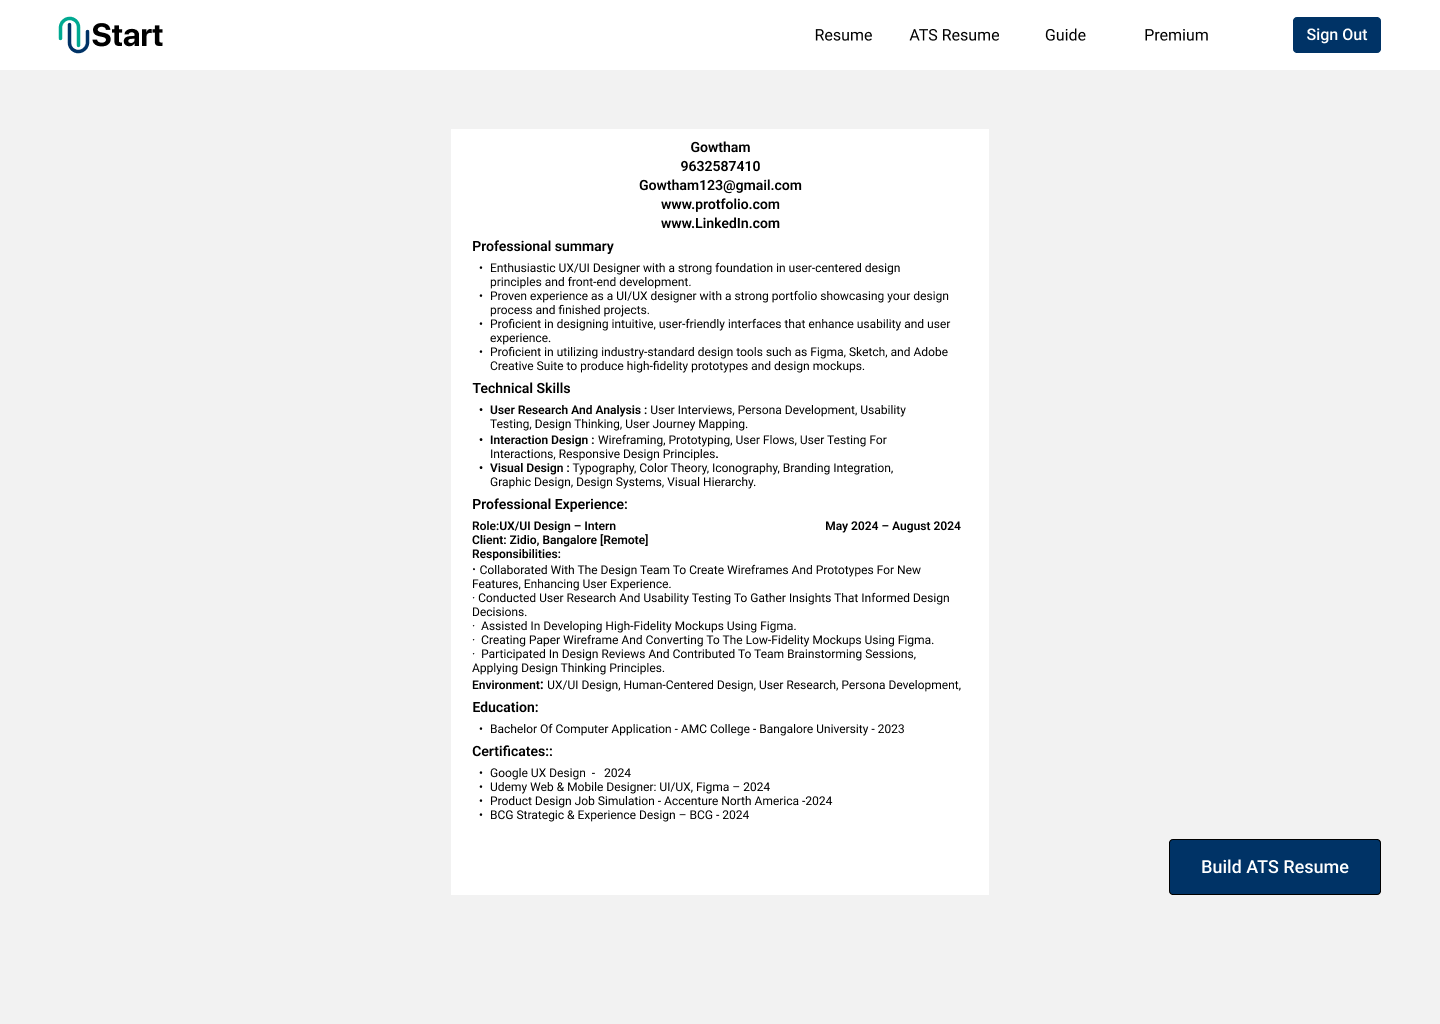 Start
Resume ATS Resume Guide Premium Sign Out
Gowtham
9632587410
Gowtham123@gmail.com
www.protfolio.com
www.LinkedIn.com
Professional summary
• Enthusiastic UX/UI Designer with a strong foundation in user-centered design
principles and front-end development.
• Proven experience as a UI/UX designer with a strong portfolio showcasing your design
process and finished projects.
• Proficient in designing intuitive, user-friendly interfaces that enhance usability and user
experience.
• Proficient in utilizing industry-standard design tools such as Figma, Sketch, and Adobe
Creative Suite to produce high-fidelity prototypes and design mockups.
Technical Skills
• User Research And Analysis : User Interviews, Persona Development, Usability
Testing, Design Thinking, User Journey Mapping.
• Interaction Design : Wireframing, Prototyping, User Flows, User Testing For
Interactions, Responsive Design Principles.
• Visual Design : Typography, Color Theory, Iconography, Branding Integration,
Graphic Design, Design Systems, Visual Hierarchy.
Professional Experience:
Role:UX/UI Design – Intern May 2024 – August 2024
Client: Zidio, Bangalore [Remote]
Responsibilities:
· Collaborated With The Design Team To Create Wireframes And Prototypes For New
Features, Enhancing User Experience.
· Conducted User Research And Usability Testing To Gather Insights That Informed Design
Decisions.
· Assisted In Developing High-Fidelity Mockups Using Figma.
· Creating Paper Wireframe And Converting To The Low-Fidelity Mockups Using Figma.
· Participated In Design Reviews And Contributed To Team Brainstorming Sessions,
Applying Design Thinking Principles.
Environment: UX/UI Design, Human-Centered Design, User Research, Persona Development,
Education:
• Bachelor Of Computer Application - AMC College - Bangalore University - 2023
Certificates::
• Google UX Design - 2024
• Udemy Web & Mobile Designer: UI/UX, Figma – 2024
• Product Design Job Simulation - Accenture North America -2024
• BCG Strategic & Experience Design – BCG - 2024
Build ATS Resume